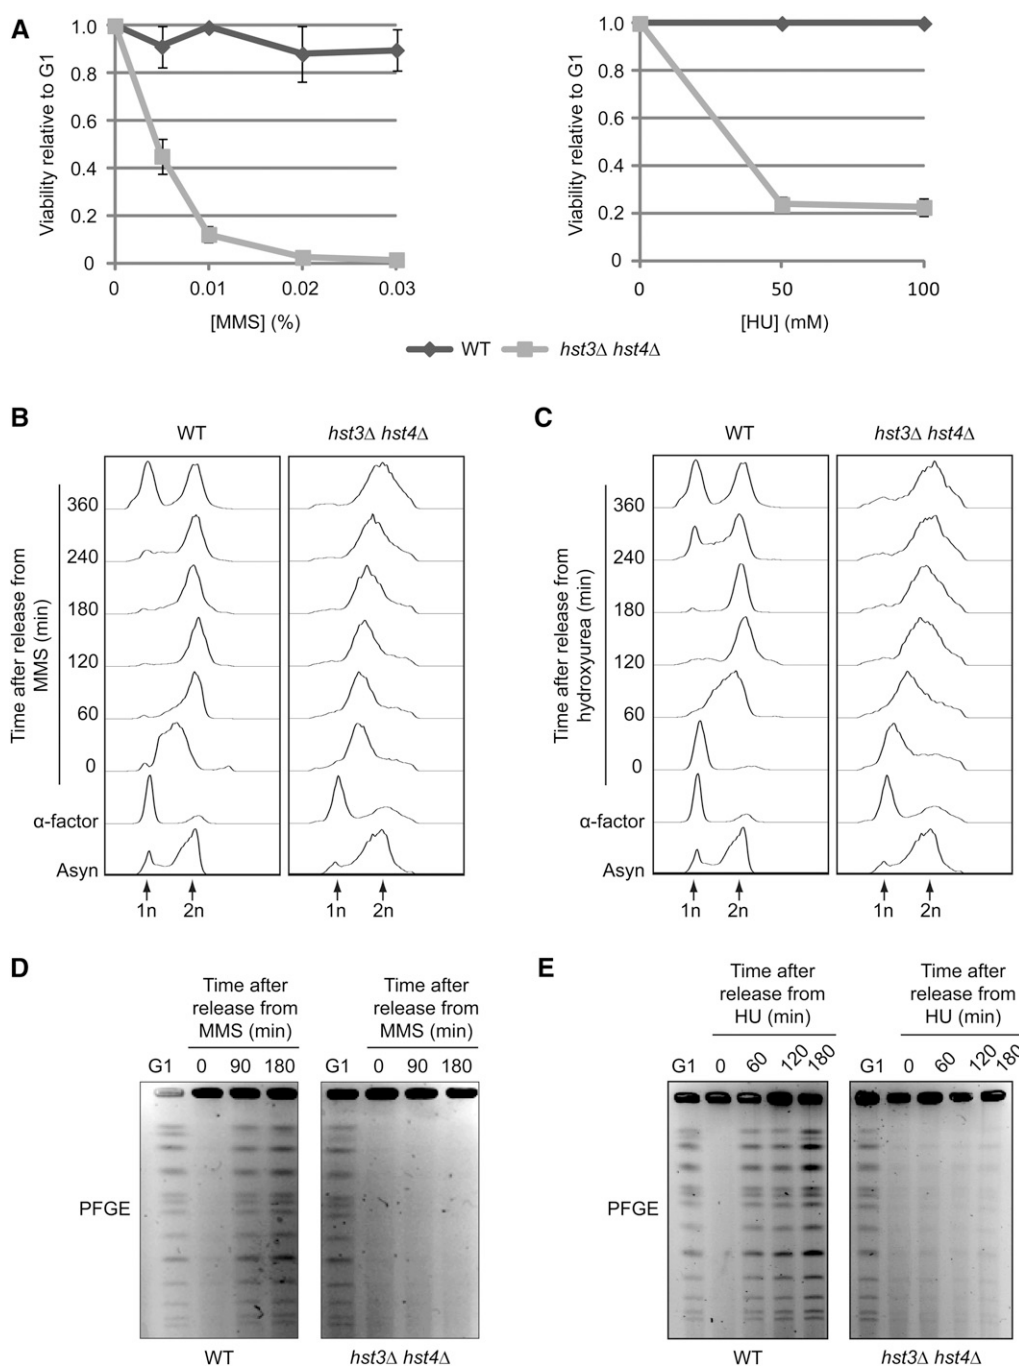 A
Viability relative to G1
1.0
0.8
0.6
0.4
0.2
0
0
0.01
0.02
0.03
[MMS] (%)
Viability relative to G1
1.0
0.8
0.6
0.4
0.2
0
0
50
100
[HU] (mM)
WT
hst3Δ hst4Δ
B
WT
hst3Δ hst4Δ
Time after release from
MMS (min)
360
240
180
120
60
0
α-factor
Asyn
1n
2n
1n
2n
C
WT
hst3Δ hst4Δ
Time after release from
hydroxyurea (min)
360
240
180
120
60
0
α-factor
Asyn
1n
2n
1n
2n
D
Time after
release from
MMS (min)
Time after
release from
MMS (min)
G1 0 90 180
G1 0 90 180
PFGE
WT
hst3Δ hst4Δ
E
Time after
release from
HU (min)
Time after
release from
HU (min)
G1 0 60 120 180
G1 0 60 120 180
PFGE
WT
hst3Δ hst4Δ